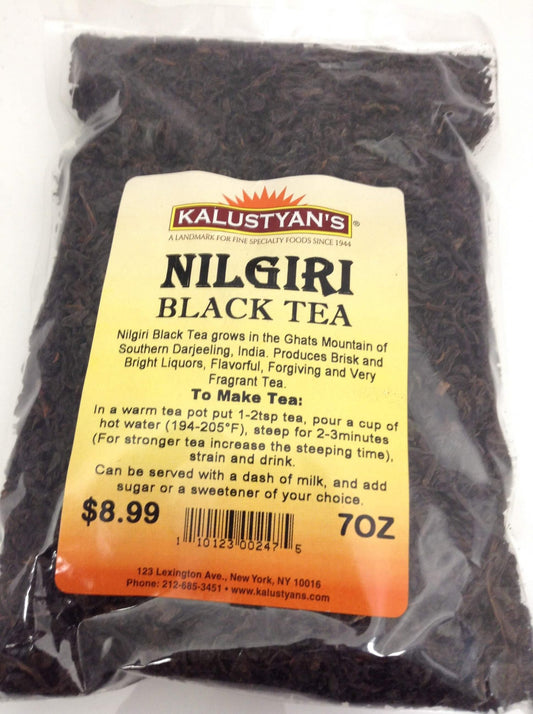 KALUSTYAN'S®
A LANDMARK FOR FINE SPECIALTY FOODS SINCE 1944
NILGIRI
BLACK TEA
Nilgiri Black Tea grows in the Ghats Mountain of
Southern Darjeeling, India. Produces Brisk and
Bright Liquors, Flavorful, Forgiving and Very
Fragrant Tea.
To Make Tea:
In a warm tea pot put 1-2tsp tea, pour a cup of
hot water (194-205°F), steep for 2-3minutes
(For stronger tea increase the steeping time),
strain and drink.
Can be served with a dash of milk, and add
sugar or a sweetener of your choice.
$8.99
7OZ
1 10123 00247 5
123 Lexington Ave., New York, NY 10016
Phone: 212-685-3451 • www.kalustyans.com